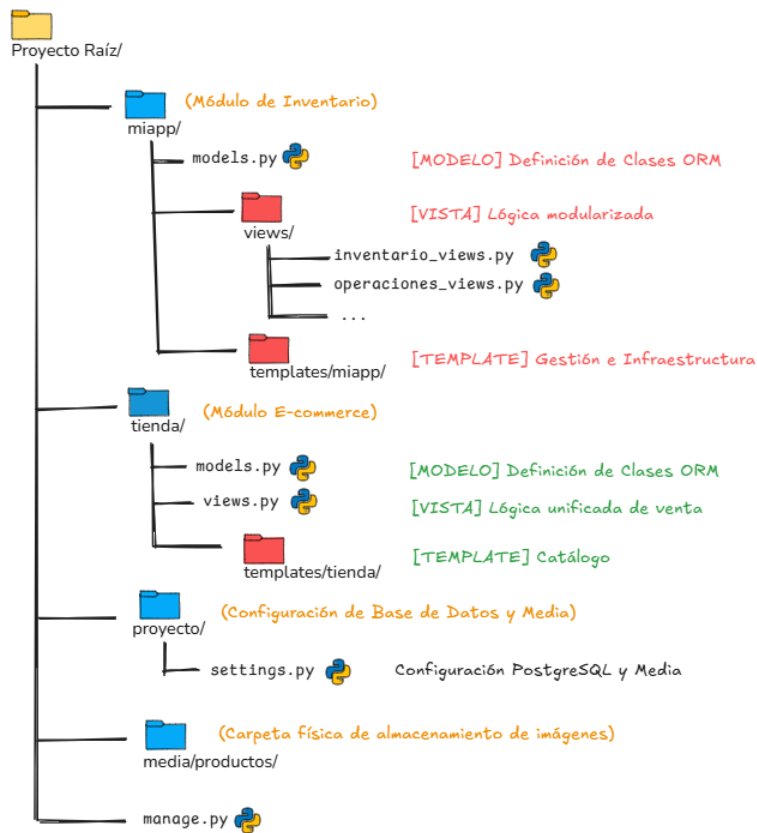 Proyecto Raíz/
(Módulo de Inventario)
miapp/
models.py [MODELO] Definición de Clases ORM
[VISTA] Lógica modularizada
views/
inventario_views.py
operaciones_views.py
...
[TEMPLATE] Gestión e Infraestructura
templates/miapp/
(Módulo E-commerce)
tienda/
models.py [MODELO] Definición de Clases ORM
views.py [VISTA] Lógica unificada de venta
[TEMPLATE] Catálogo
templates/tienda/
(Configuración de Base de Datos y Media)
proyecto/
settings.py Configuración PostgreSQL y Media
(Carpeta física de almacenamiento de imágenes)
media/productos/
manage.py